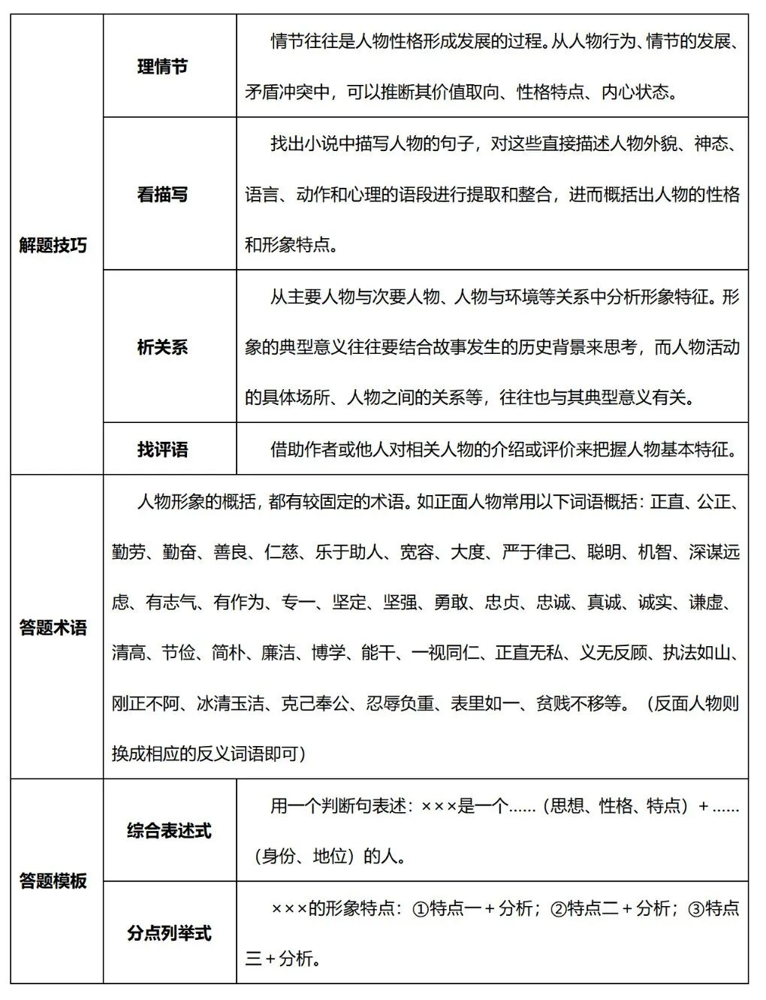 解题技巧
理情节
情节往往是人物性格形成发展的过程。从人物行为、情节的发展、
矛盾冲突中，可以推断其价值取向、性格特点、内心状态。
看描写
找出小说中描写人物的句子，对这些直接描述人物外貌、神态、
语言、动作和心理的语段进行提取和整合，进而概括出人物的性格
和形象特点。
析关系
从主要人物与次要人物、人物与环境等关系中分析形象特征。形
象的典型意义往往要结合故事发生的历史背景来思考，而人物活动
的具体场所、人物之间的关系等，往往也与其典型意义有关。
找评语
借助作者或他人对相关人物的介绍或评价来把握人物基本特征。
答题术语
人物形象的概括，都有较固定的术语。如正面人物常用以下词语概括：正直、公正、
勤劳、勤奋、善良、仁慈、乐于助人、宽容、大度、严于律己、聪明、机智、深谋远
虑、有志气、有作为、专一、坚定、坚强、勇敢、忠贞、忠诚、真诚、诚实、谦虚、
清高、节俭、简朴、廉洁、博学、能干、一视同仁、正直无私、义无反顾、执法如山、
刚正不阿、冰清玉洁、克己奉公、忍辱负重、表里如一、贫贱不移等。（反面人物则
换成相应的反义词语即可）
答题模板
综合表述式
用一个判断句表述：×××是一个……（思想、性格、特点）＋……
（身份、地位）的人。
分点列举式
×××的形象特点：①特点一＋分析；②特点二＋分析；③特点
三＋分析。